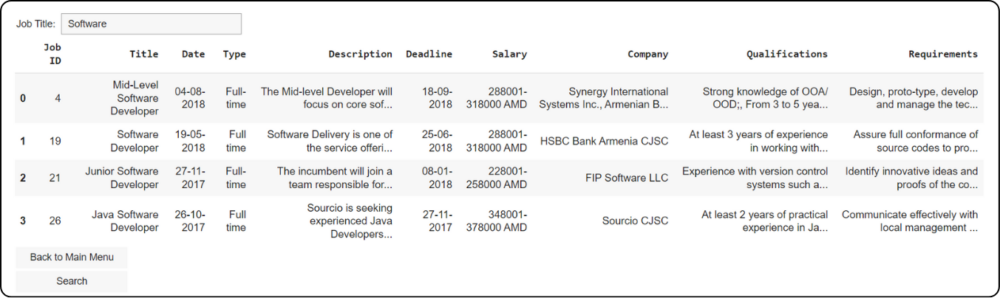 Job Title: Software
Job ID Title Date Type Description Deadline Salary Company Qualifications Requirements
0 4 Mid-Level Software Developer 04-08-2018 Full-time The Mid-level Developer will focus on core sof... 18-09-2018 288001-318000 AMD Synergy International Systems Inc., Armenian B... Strong knowledge of OOA/OOD;, From 3 to 5 yea... Design, proto-type, develop and manage the tec...
1 19 Software Developer 19-05-2018 Full time Software Delivery is one of the service offeri... 25-06-2018 288001-318000 AMD HSBC Bank Armenia CJSC At least 3 years of experience in working with... Assure full conformance of source codes to pro...
2 21 Junior Software Developer 27-11-2017 Full-time The incumbent will join a team responsible for... 08-01-2018 228001-258000 AMD FIP Software LLC Experience with version control systems such a... Identify innovative ideas and proofs of the co...
3 26 Java Software Developer 26-10-2017 Full time Sourcio is seeking experienced Java Developers... 27-11-2017 348001-378000 AMD Sourcio CJSC At least 2 years of practical experience in Ja... Communicate effectively with local management ...
Back to Main Menu
Search